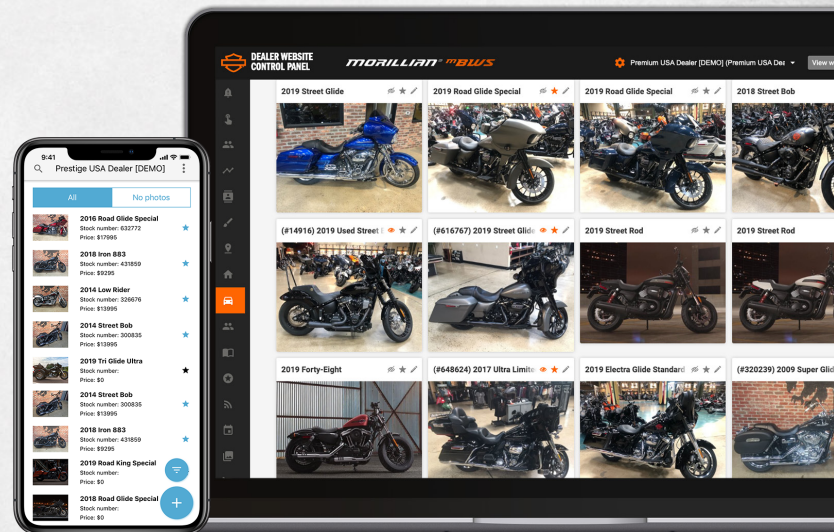 DEALER WEBSITE
CONTROL PANEL
MORILLIAN mBWS
Premium USA Dealer [DEMO] (Premium USA Dea
View w
2019 Street Glide
2019 Road Glide Special
2019 Road Glide Special
2018 Street Bob
(#14916) 2019 Used Street
(#616767) 2019 Street Glide
2019 Street Rod
2019 Street Rod
2019 Forty-Eight
(#648624) 2017 Ultra Limite
2019 Electra Glide Standard
(#320239) 2009 Super Glid
9:41
Prestige USA Dealer [DEMO]
All
No photos
2016 Road Glide Special
Stock number: 632772
Price: $17995
2018 Iron 883
Stock number: 431859
Price: $9295
2014 Low Rider
Stock number: 326676
Price: $13995
2014 Street Bob
Stock number: 300835
Price: $13995
2019 Tri Glide Ultra
Stock number:
Price: $0
2014 Street Bob
Stock number: 300835
Price: $13995
2018 Iron 883
Stock number: 431859
Price: $9295
2019 Road King Special
Stock number:
Price: $0
2018 Road Glide Special
Stock number:
Price: $0